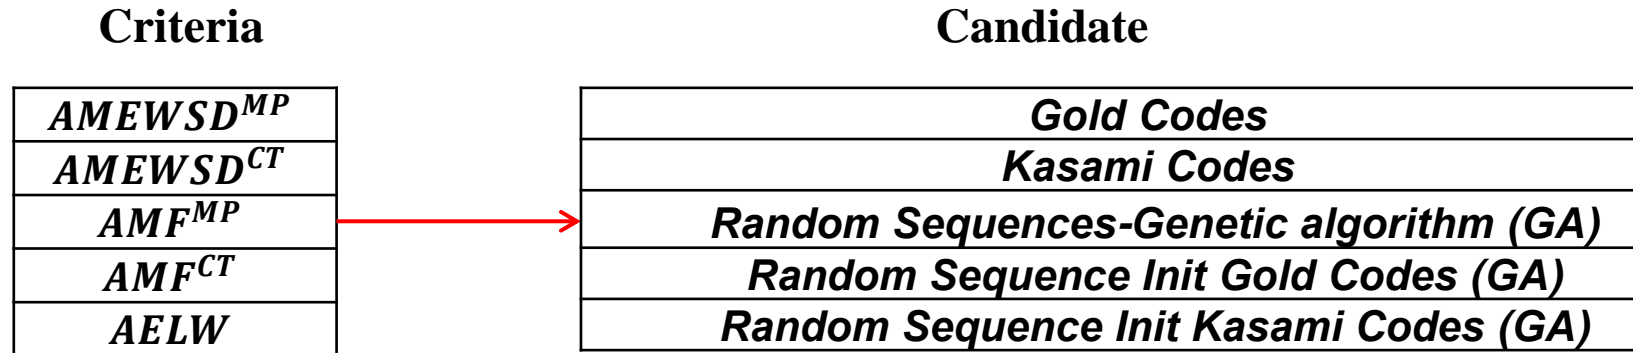 Criteria Candidate
AMEWSD^MP Gold Codes
AMEWSD^CT Kasami Codes
AMF^MP Random Sequences-Genetic algorithm (GA)
AMF^CT Random Sequence Init Gold Codes (GA)
AELW Random Sequence Init Kasami Codes (GA)